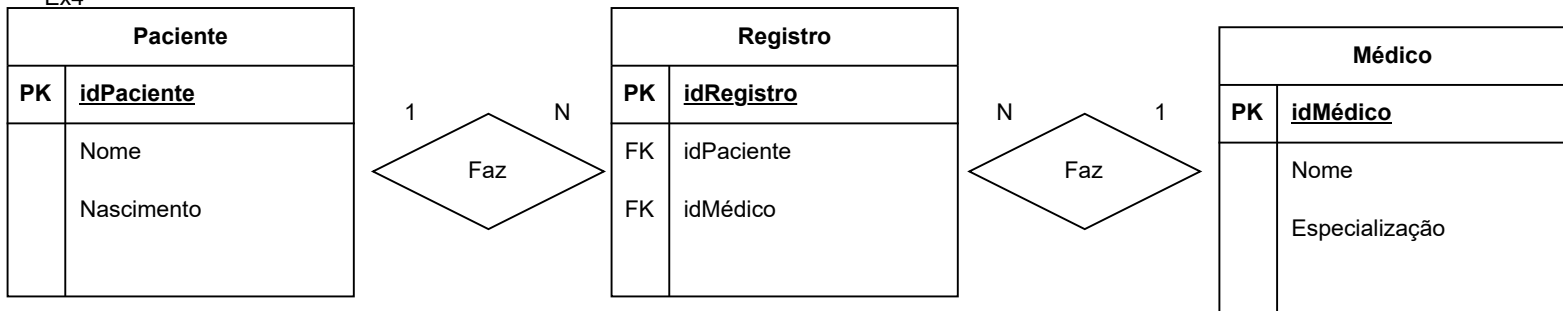 Ex4
Paciente
PK idPaciente
Nome
Nascimento
1
Faz
N
Registro
PK idRegistro
FK idPaciente
FK idMédico
N
Faz
1
Médico
PK idMédico
Nome
Especialização